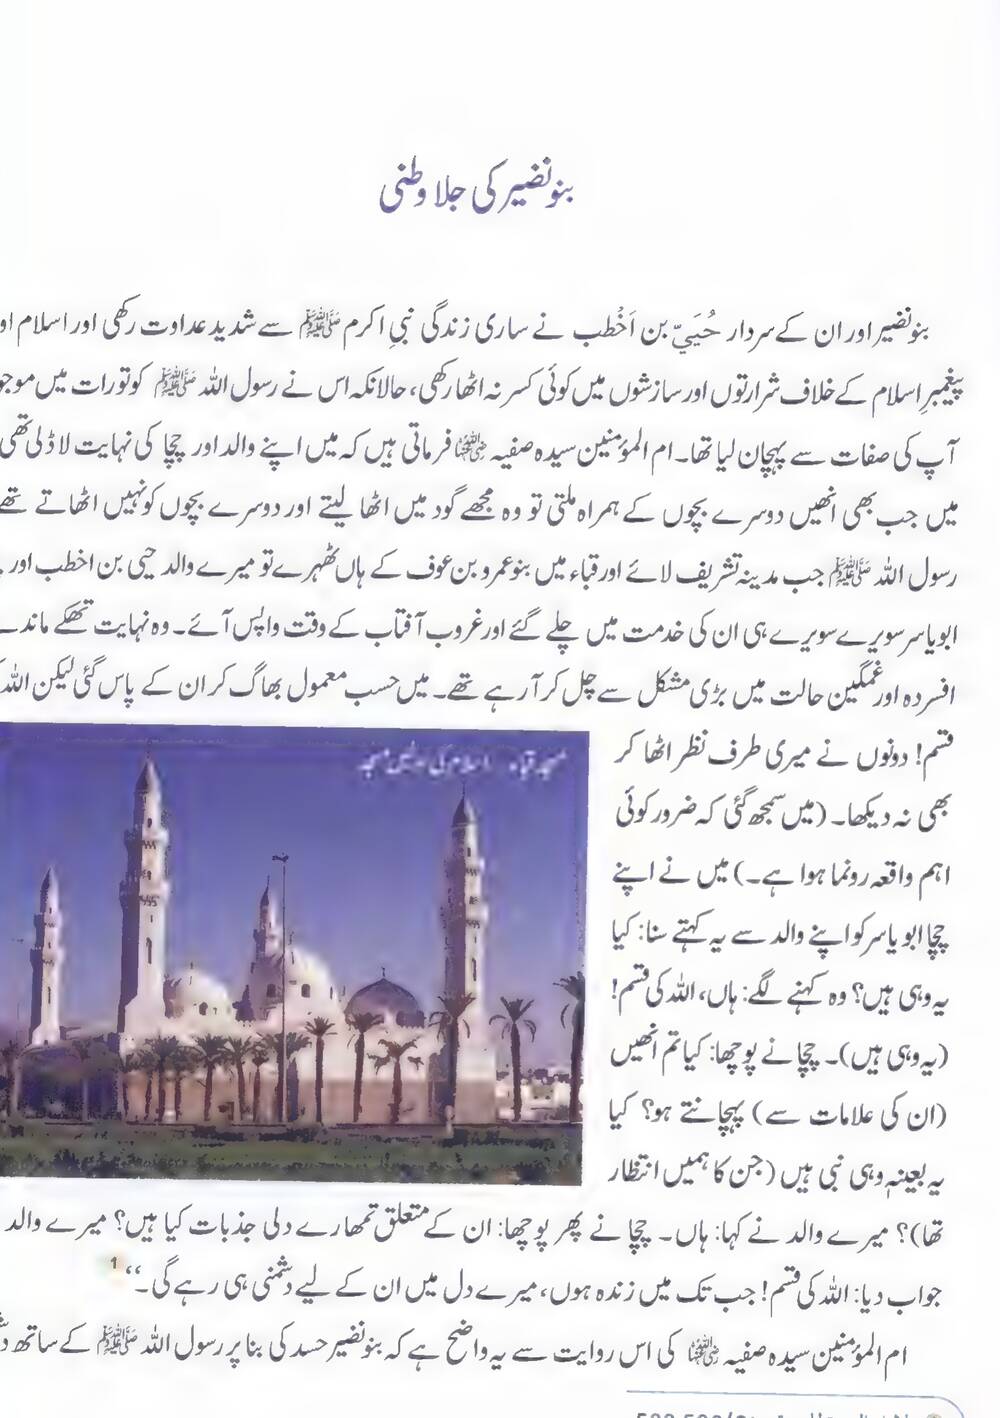 بنو نضیر کی جلا وطنی
بنو نضیر اور ان کے سردار حُیَيّ بن اَخْطب نے ساری زندگی نبیِ اکرم ﷺ سے شدید عداوت رکھی اور اسلام
پیغمبرِ اسلام کے خلاف شرارتوں اور سازشوں میں کوئی کسر نہ اٹھا رکھی، حالانکہ اس نے رسول اللہ ﷺ کو تورات میں
آپ کی صفات سے پہچان لیا تھا۔ ام المؤمنین سیدہ صفیہ رضی اللہ عنہا فرماتی ہیں کہ میں اپنے والد اور چچا کی نہایت لاڈلی تھی
میں جب بھی انھیں دوسرے بچوں کے ہمراہ ملتی تو وہ مجھے گود میں اٹھا لیتے اور دوسرے بچوں کو نہیں اٹھاتے تھے
رسول اللہ ﷺ جب مدینہ تشریف لائے اور قباء میں بنو عمرو بن عوف کے ہاں ٹھہرے تو میرے والد حیی بن اخطب اور
ابو یاسر سویرے سویرے ہی ان کی خدمت میں چلے گئے اور غروب آفتاب کے وقت واپس آئے۔ وہ نہایت تھکے ماندے
افسردہ اور غمگین حالت میں بڑی مشکل سے چل کر آ رہے تھے۔ میں حسب معمول بھاگ کر ان کے پاس گئی لیکن اللہ
قسم! دونوں نے میری طرف نظر اٹھا کر
بھی نہ دیکھا۔ (میں سمجھ گئی کہ ضرور کوئی
اہم واقعہ رونما ہوا ہے۔) میں نے اپنے
چچا ابو یاسر کو اپنے والد سے یہ کہتے سنا: کیا
یہ وہی ہیں؟ وہ کہنے لگے: ہاں، اللہ کی قسم!
(یہ وہی ہیں)۔ چچا نے پوچھا: کیا تم انھیں
(ان کی علامات سے) پہچانتے ہو؟ کیا
یہ بعینہٖ وہی نبی ہیں (جن کا ہمیں انتظار
مسجد قباء اسلام کی اولیں مسجد
تھا)؟ میرے والد نے کہا: ہاں۔ چچا نے پھر پوچھا: ان کے متعلق تمھارے دلی جذبات کیا ہیں؟ میرے والد
جواب دیا: اللہ کی قسم! جب تک میں زندہ ہوں، میرے دل میں ان کے لیے دشمنی ہی رہے گی۔“ 1
ام المؤمنین سیدہ صفیہ رضی اللہ عنہا کی اس روایت سے یہ واضح ہے کہ بنو نضیر حسد کی بنا پر رسول اللہ ﷺ کے ساتھ